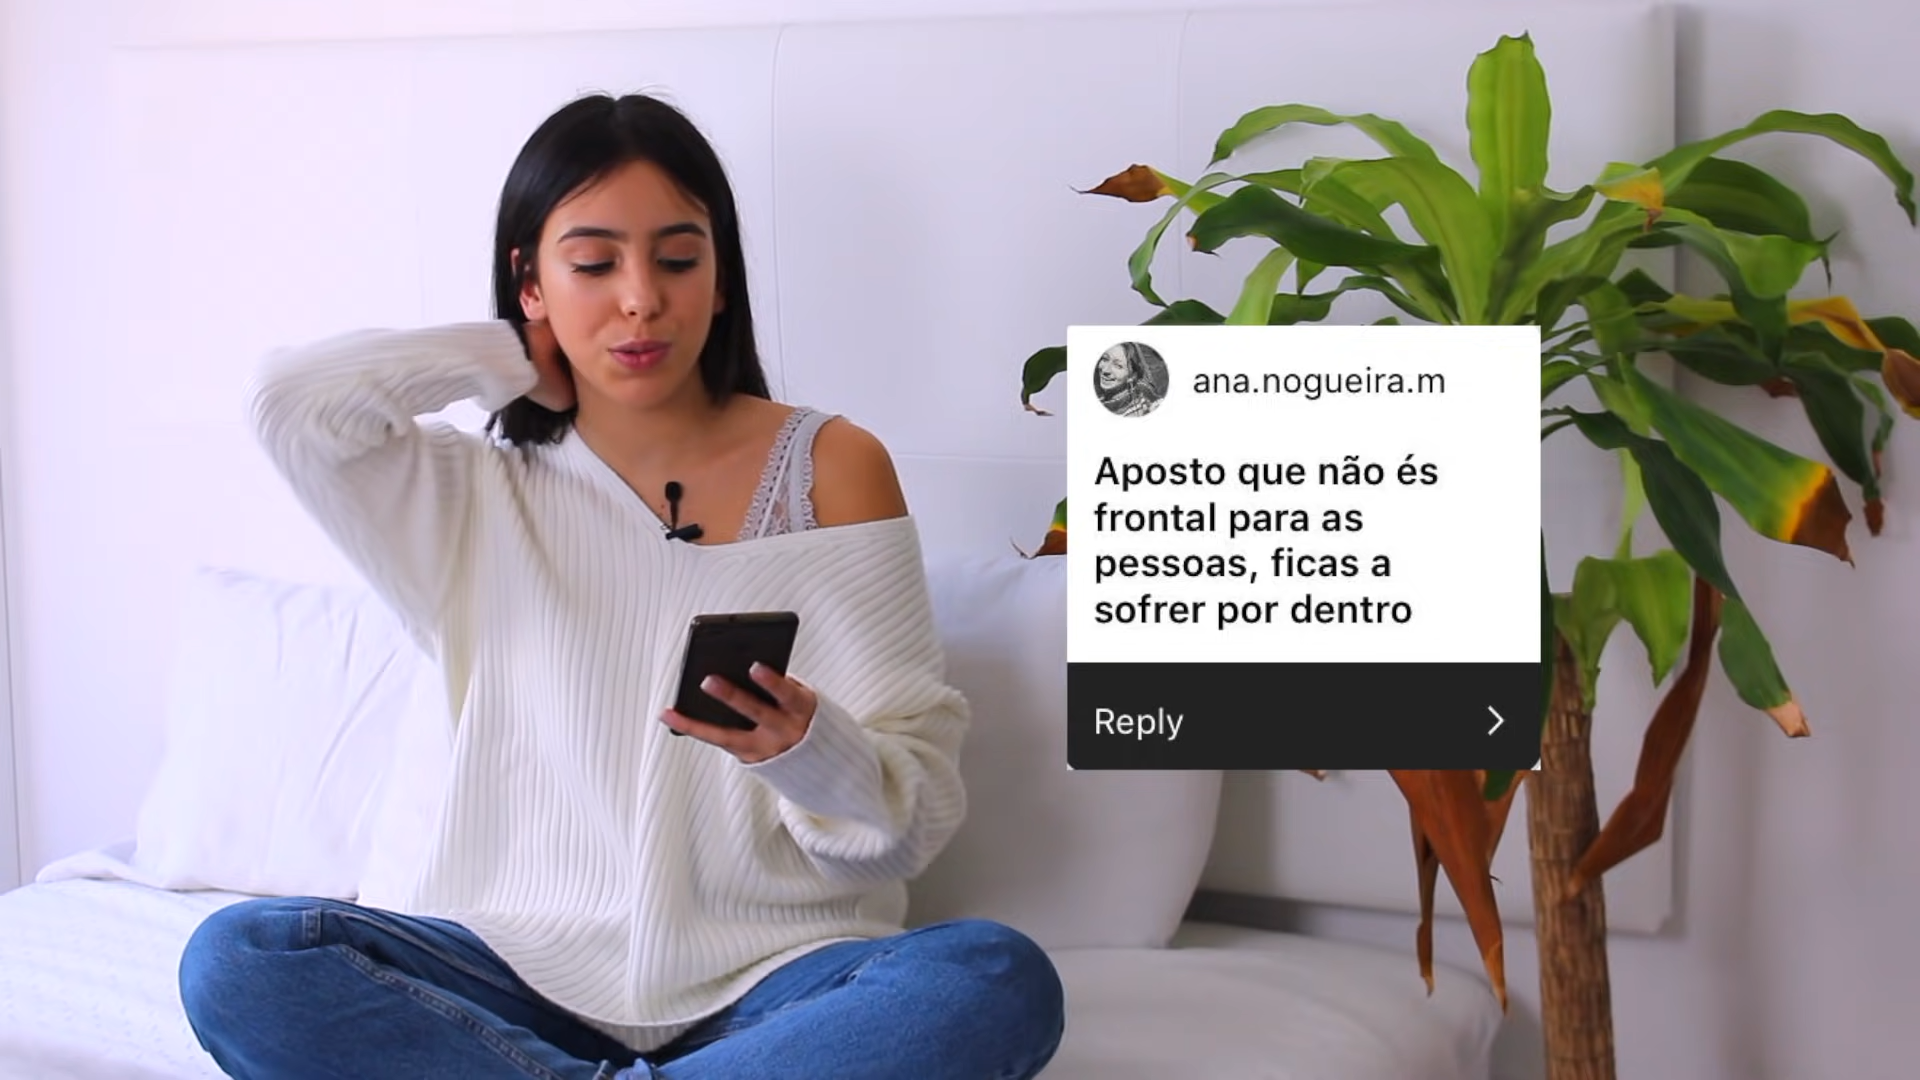 ana.nogueira.m
Aposto que não és
frontal para as
pessoas, ficas a
sofrer por dentro
Reply